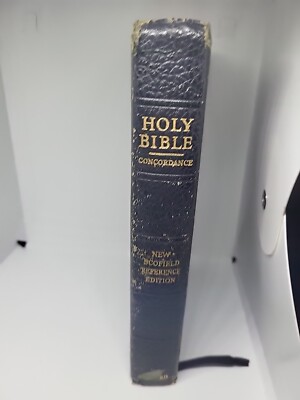 HOLY
BIBLE
CONCORDANCE
NEW
SCOFIELD
REFERENCE
EDITION